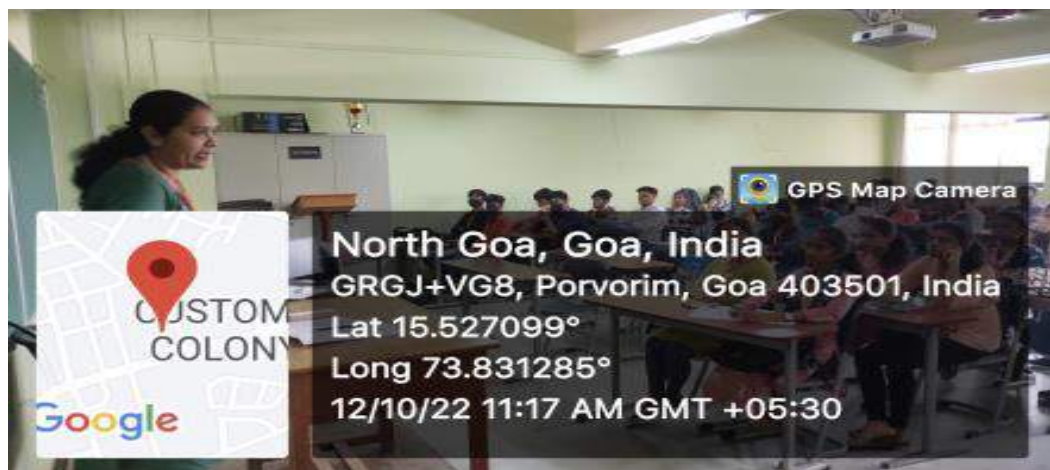 GPS Map Camera
North Goa, Goa, India
GRGJ+VG8, Porvorim, Goa 403501, India
Lat 15.527099°
Long 73.831285°
12/10/22 11:17 AM GMT +05:30
CUSTOM
COLONY
Google